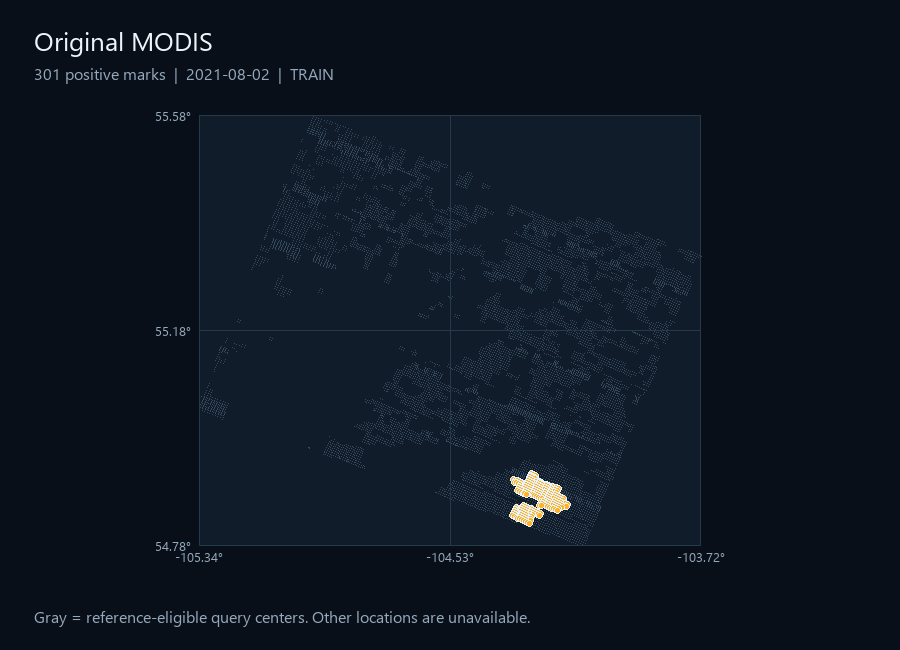 Original MODIS
301 positive marks | 2021-08-02 | TRAIN
55.58°
55.18°
54.78°
-105.34°
-104.53°
-103.72°
Gray = reference-eligible query centers. Other locations are unavailable.